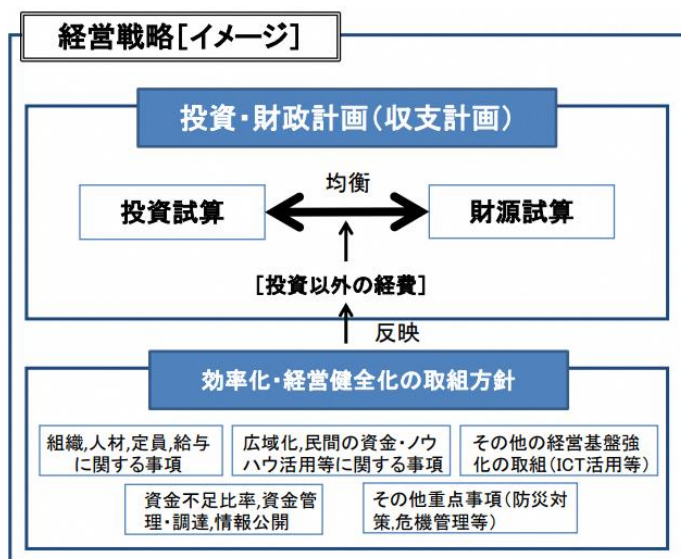 経営戦略[イメージ]
投資・財政計画(収支計画)
均衡
投資試算
財源試算
[投資以外の経費]
反映
効率化・経営健全化の取組方針
組織,人材,定員,給与
に関する事項
広域化,民間の資金・ノウ
ハウ活用等に関する事項
その他の経営基盤強
化の取組(ICT活用等)
資金不足比率,資金管
理・調達,情報公開
その他重点事項(防災対
策,危機管理等)